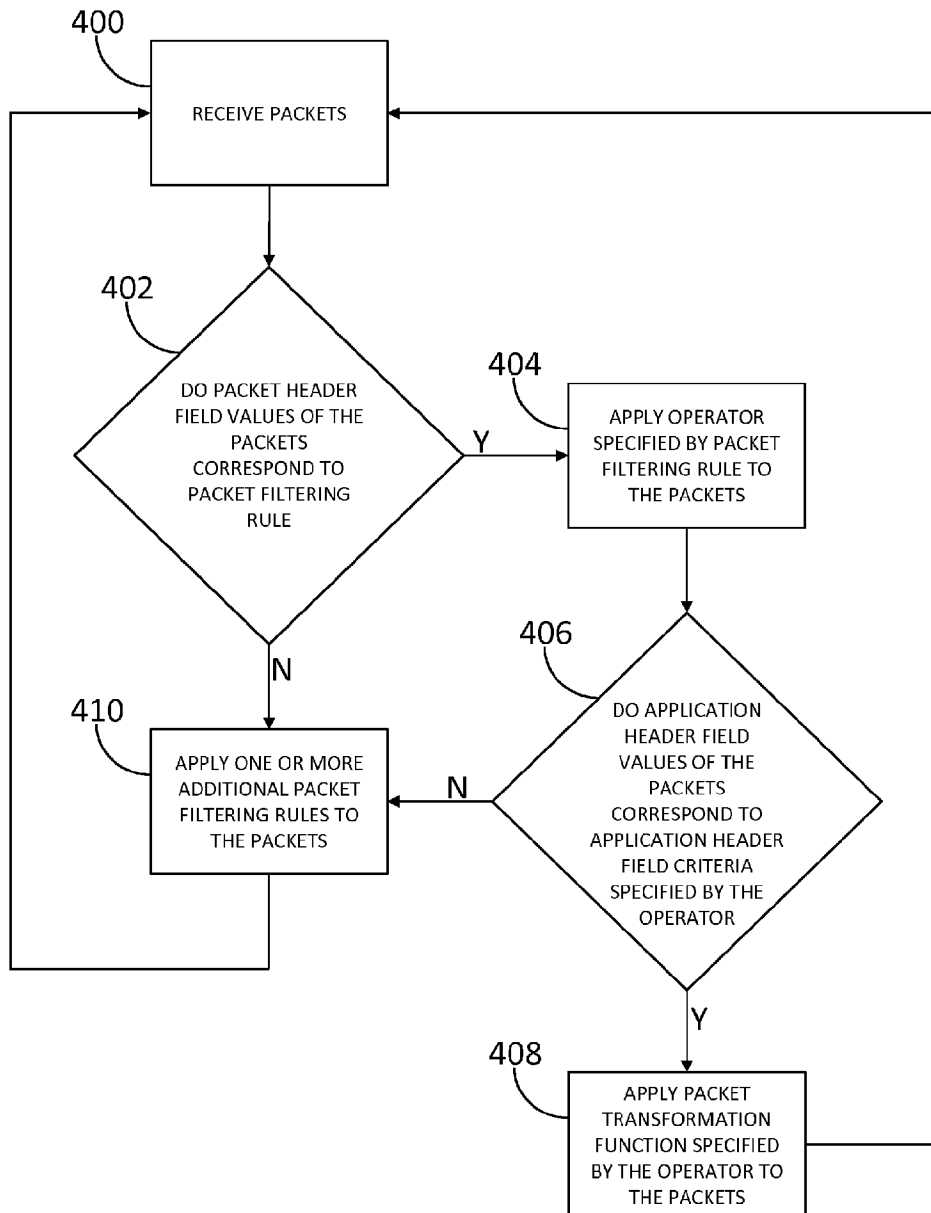 400
RECEIVE PACKETS
402
DO PACKET HEADER
FIELD VALUES OF THE
PACKETS
CORRESPOND TO
PACKET FILTERING
RULE
Y
N
404
APPLY OPERATOR
SPECIFIED BY PACKET
FILTERING RULE TO
THE PACKETS
406
DO APPLICATION
HEADER FIELD
VALUES OF THE
PACKETS
CORRESPOND TO
APPLICATION HEADER
FIELD CRITERIA
SPECIFIED BY THE
OPERATOR
N
Y
410
APPLY ONE OR MORE
ADDITIONAL PACKET
FILTERING RULES TO
THE PACKETS
408
APPLY PACKET
TRANSFORMATION
FUNCTION SPECIFIED
BY THE OPERATOR TO
THE PACKETS